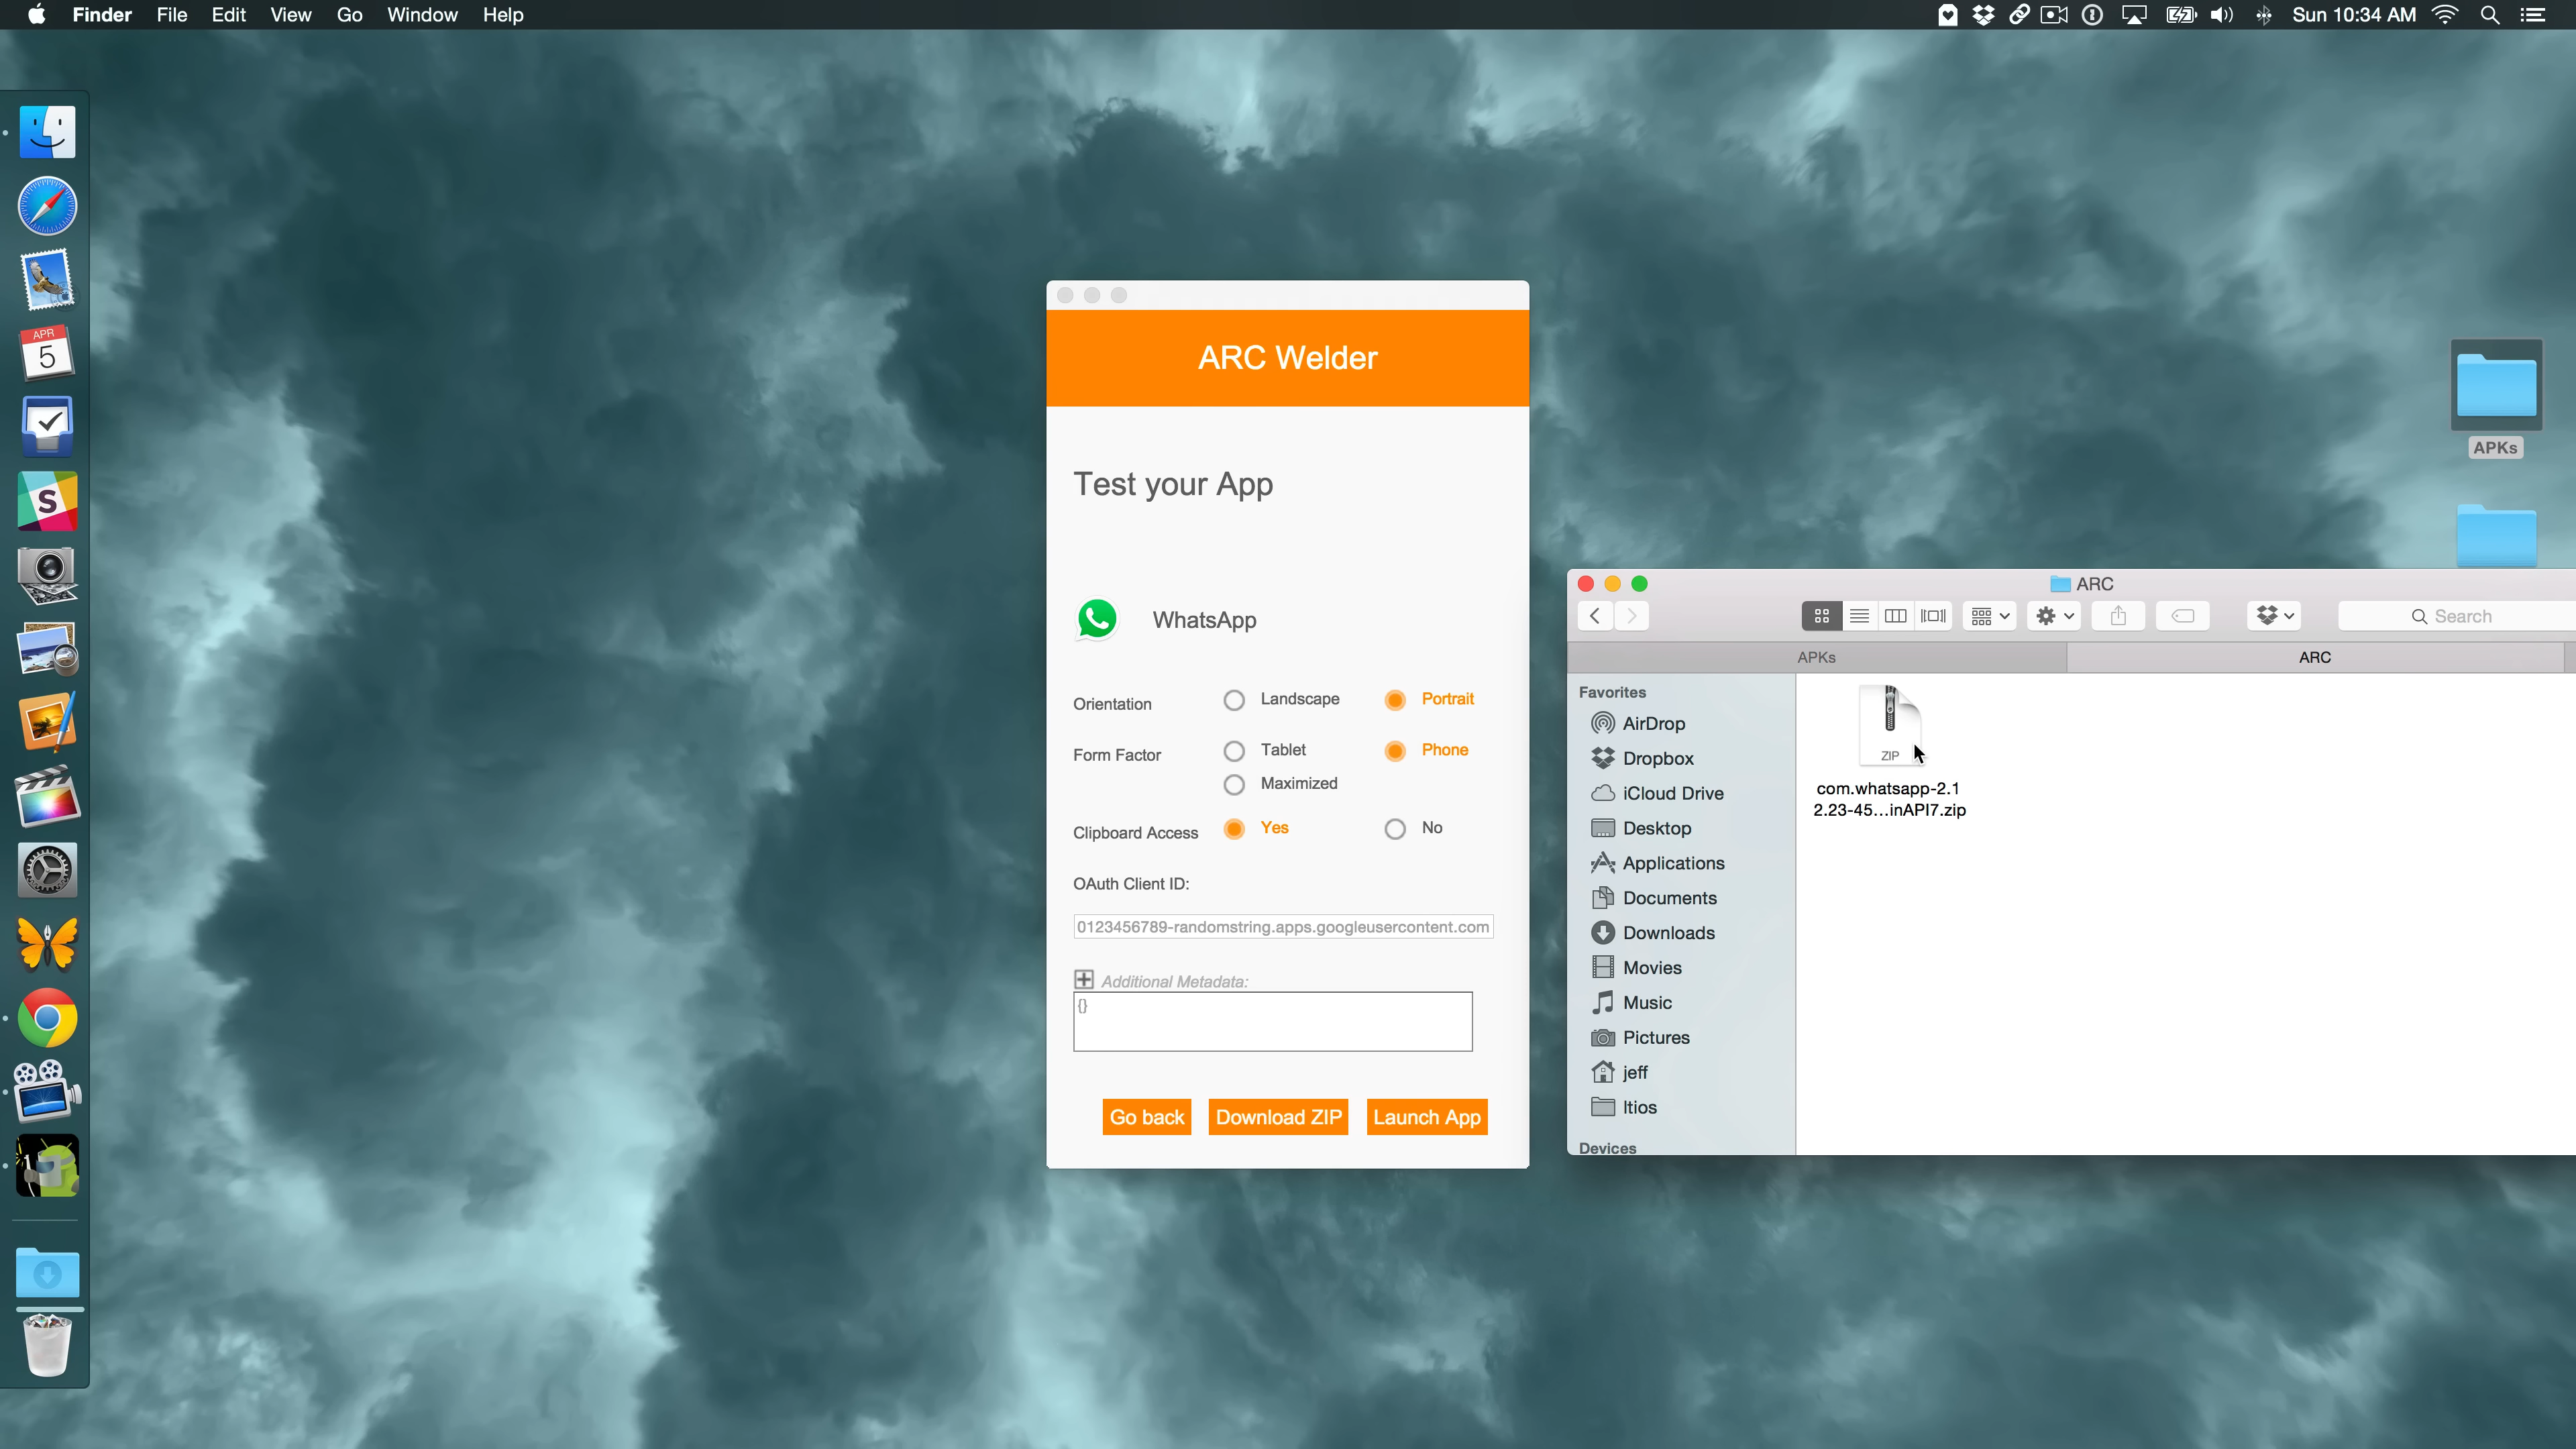 Finder File Edit View Go Window Help
Sun 10:34 AM
APR
5
S
APKs
ARC Welder
Test your App
WhatsApp
Orientation
Landscape
Portrait
Form Factor
Tablet
Phone
Maximized
Clipboard Access
Yes
No
OAuth Client ID:
0123456789-randomstring.apps.googleusercontent.com
Additional Metadata:
{}
Go back
Download ZIP
Launch App
ARC
Search
APKs
ARC
Favorites
AirDrop
Dropbox
iCloud Drive
Desktop
Applications
Documents
Downloads
Movies
Music
Pictures
jeff
ltios
Devices
ZIP
com.whatsapp-2.1
2.23-45...inAPI7.zip